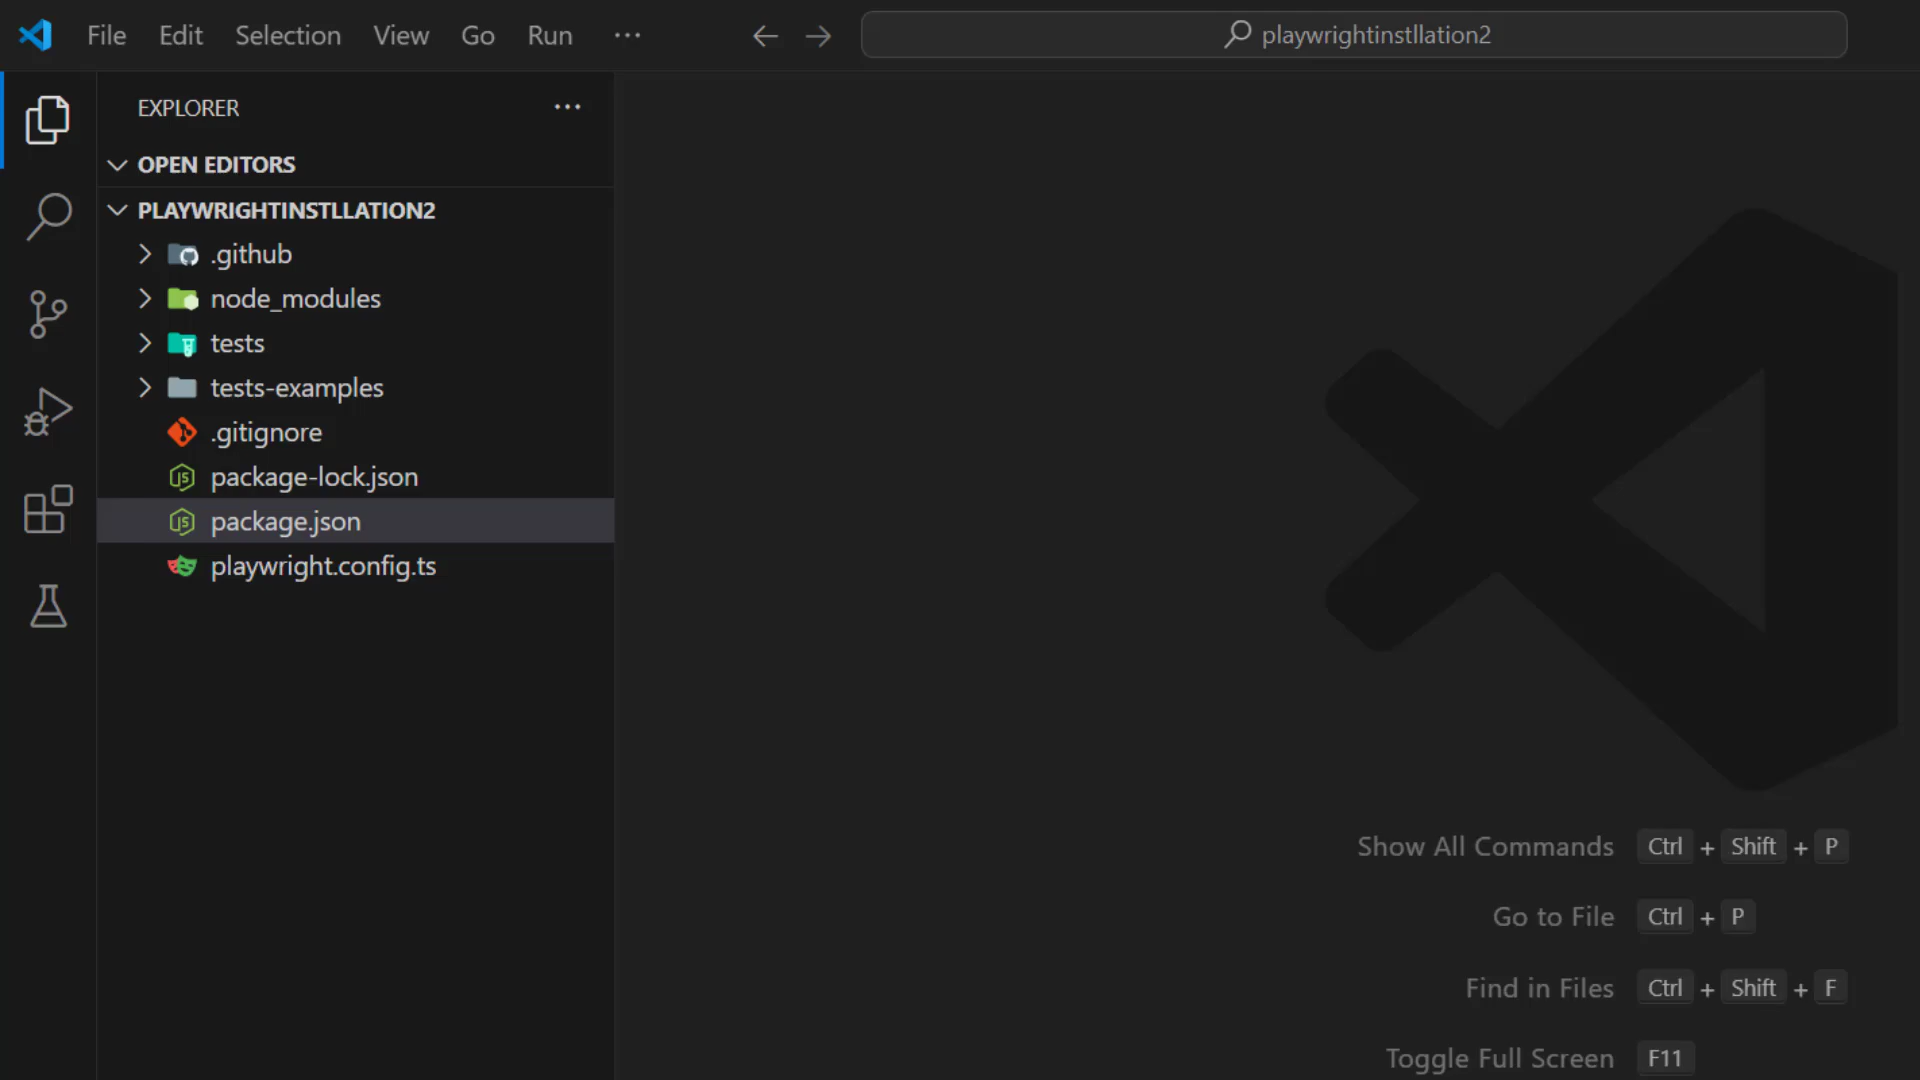 File Edit Selection View Go Run ···
playwrightinstllation2
EXPLORER ···
OPEN EDITORS
PLAYWRIGHTINSTLLATION2
.github
node_modules
tests
tests-examples
.gitignore
package-lock.json
package.json
playwright.config.ts
Show All Commands Ctrl + Shift + P
Go to File Ctrl + P
Find in Files Ctrl + Shift + F
Toggle Full Screen F11